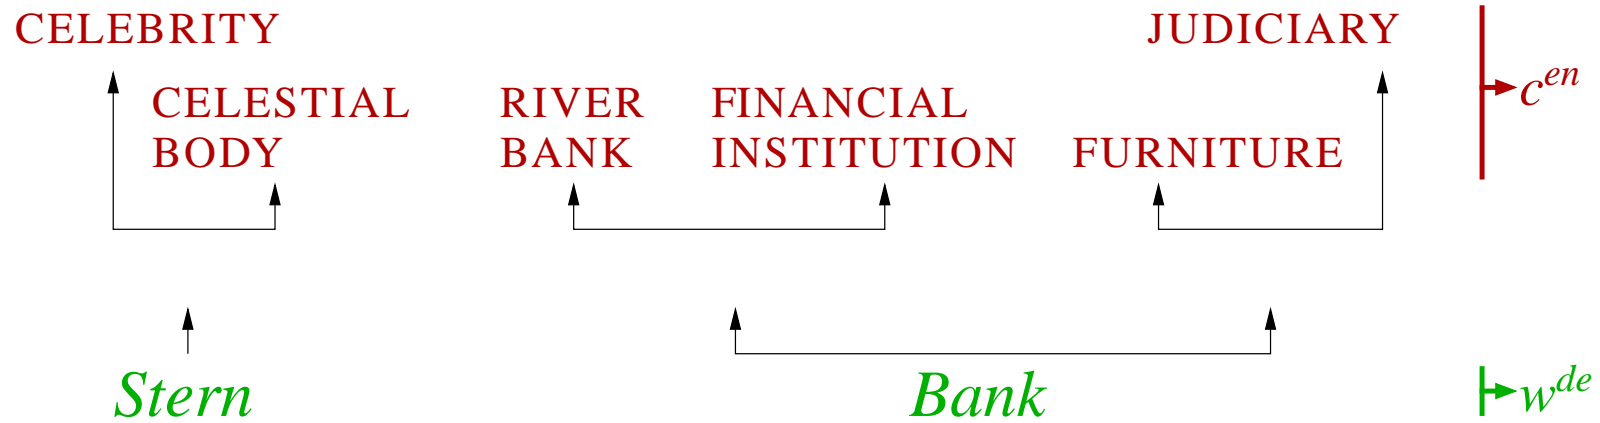 CELEBRITY
JUDICIARY
CELESTIAL BODY
RIVER BANK
FINANCIAL INSTITUTION
FURNITURE
c^en
Stern
Bank
w^de